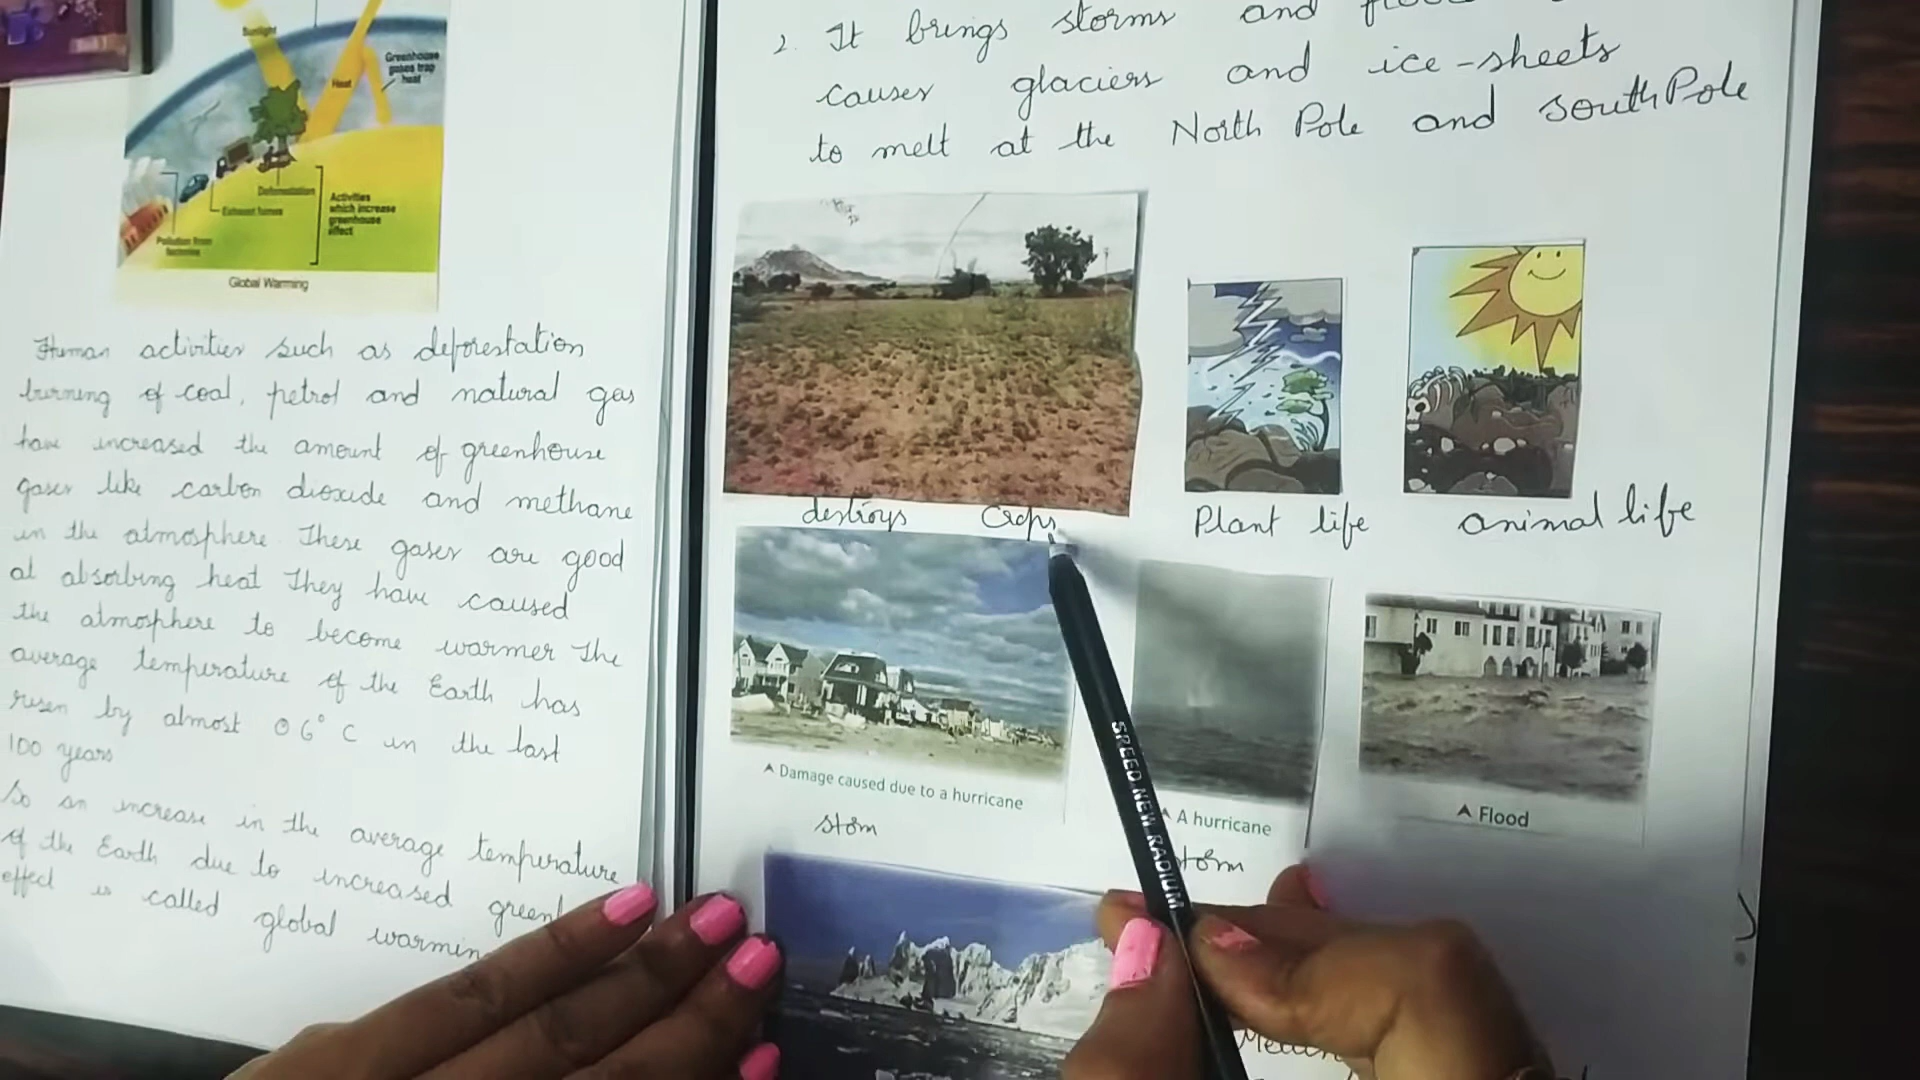 Sunlight
Greenhouse
gases trap
heat
Heat
Deforestation
Exhaust fumes
Pollution from
factories
Activities
which increase
greenhouse
effect
Global Warming
Human activities such as deforestation
burning of coal, petrol and natural gas
have increased the amount of greenhouse
gases like carbon dioxide and methane
in the atmosphere These gases are good
at absorbing heat They have caused
the atmosphere to become warmer The
average temperature of the Earth has
risen by almost 0 6° C in the last
100 years
So an increase in the average temperature
of the Earth due to increased
effect is called global
2. It brings storms and
causes glaciers and ice-sheets
to melt at the North Pole and South Pole
destroys Crops Plant life animal life
Damage caused due to a hurricane
A hurricane
Flood
storm
SPEED NEW RADIUM